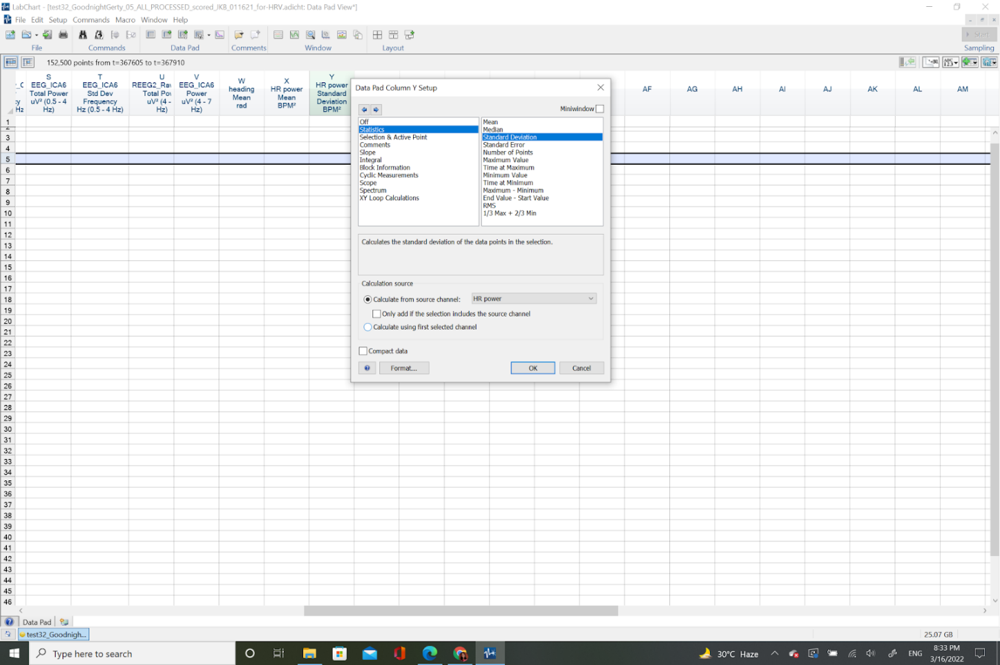 LabChart - [test32_GoodnightGerty_05_ALL_PROCESSED_scored_JKB_011621_for-HRV.adicht: Data Pad View*]
File Edit Setup Commands Macro Window Help
Start
File Commands Data Pad Comments Window Layout Sampling
152,500 points from t=367605 to t=367910
S
EEG_ICA6
Total Power
uV² (0.5 - 4
Hz)
T
EEG_ICA6
Std Dev
Frequency
Hz (0.5 - 4 Hz)
U
REEG2_Ra
Total Po
uV² (4 -
Hz)
V
EEG_ICA6
Power
uV² (4 - 7
Hz)
W
heading
Mean
rad
X
HR power
Mean
BPM²
Y
HR power
Standard
Deviation
BPM²
AF AG AH AI AJ AK AL AM
1
2
3
4
5
6
7
8
9
10
11
12
13
14
15
16
17
18
19
20
21
22
23
24
25
26
27
28
29
30
31
32
33
34
35
36
37
38
39
40
41
42
43
44
45
46
Data Pad Column Y Setup
Miniwindow
Off
Statistics
Selection & Active Point
Comments
Slope
Integral
Block Information
Cyclic Measurements
Scope
Spectrum
XY Loop Calculations
Mean
Median
Standard Deviation
Standard Error
Number of Points
Maximum Value
Time at Maximum
Minimum Value
Time at Minimum
Maximum - Minimum
End Value - Start Value
RMS
1/3 Max + 2/3 Min
Calculates the standard deviation of the data points in the selection.
Calculation source
Calculate from source channel: HR power
Only add if the selection includes the source channel
Calculate using first selected channel
Compact data
Format... OK Cancel
Data Pad
test32_Goodnigh...
25.07 GB
Type here to search
30°C Haze
ENG
8:33 PM
3/16/2022